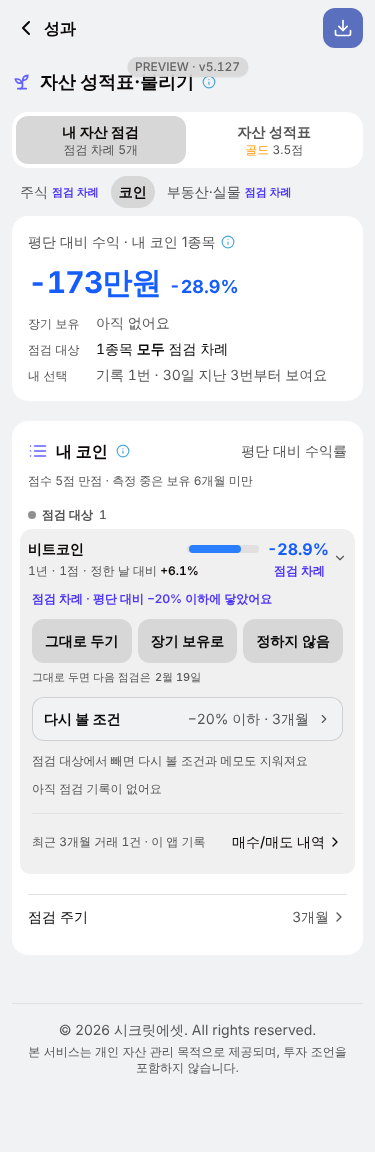 성과
PREVIEW · v5.127
자산 성적표·불리기
내 자산 점검
점검 차례 5개
자산 성적표
골드 3.5점
주식 점검 차례 코인 부동산·실물 점검 차례
평단 대비 수익 · 내 코인 1종목
-173만원 -28.9%
장기 보유 아직 없어요
점검 대상 1종목 모두 점검 차례
내 선택 기록 1번 · 30일 지난 3번부터 보여요
내 코인 평단 대비 수익률
점수 5점 만점 · 측정 중은 보유 6개월 미만
점검 대상 1
비트코인 -28.9%
1년 · 1점 · 정한 날 대비 +6.1% 점검 차례
점검 차례 · 평단 대비 −20% 이하에 닿았어요
그대로 두기 장기 보유로 정하지 않음
그대로 두면 다음 점검은 2월 19일
다시 볼 조건 −20% 이하 · 3개월
점검 대상에서 빼면 다시 볼 조건과 메모도 지워져요
아직 점검 기록이 없어요
최근 3개월 거래 1건 · 이 앱 기록 매수/매도 내역
점검 주기 3개월
© 2026 시크릿에셋. All rights reserved.
본 서비스는 개인 자산 관리 목적으로 제공되며, 투자 조언을
포함하지 않습니다.